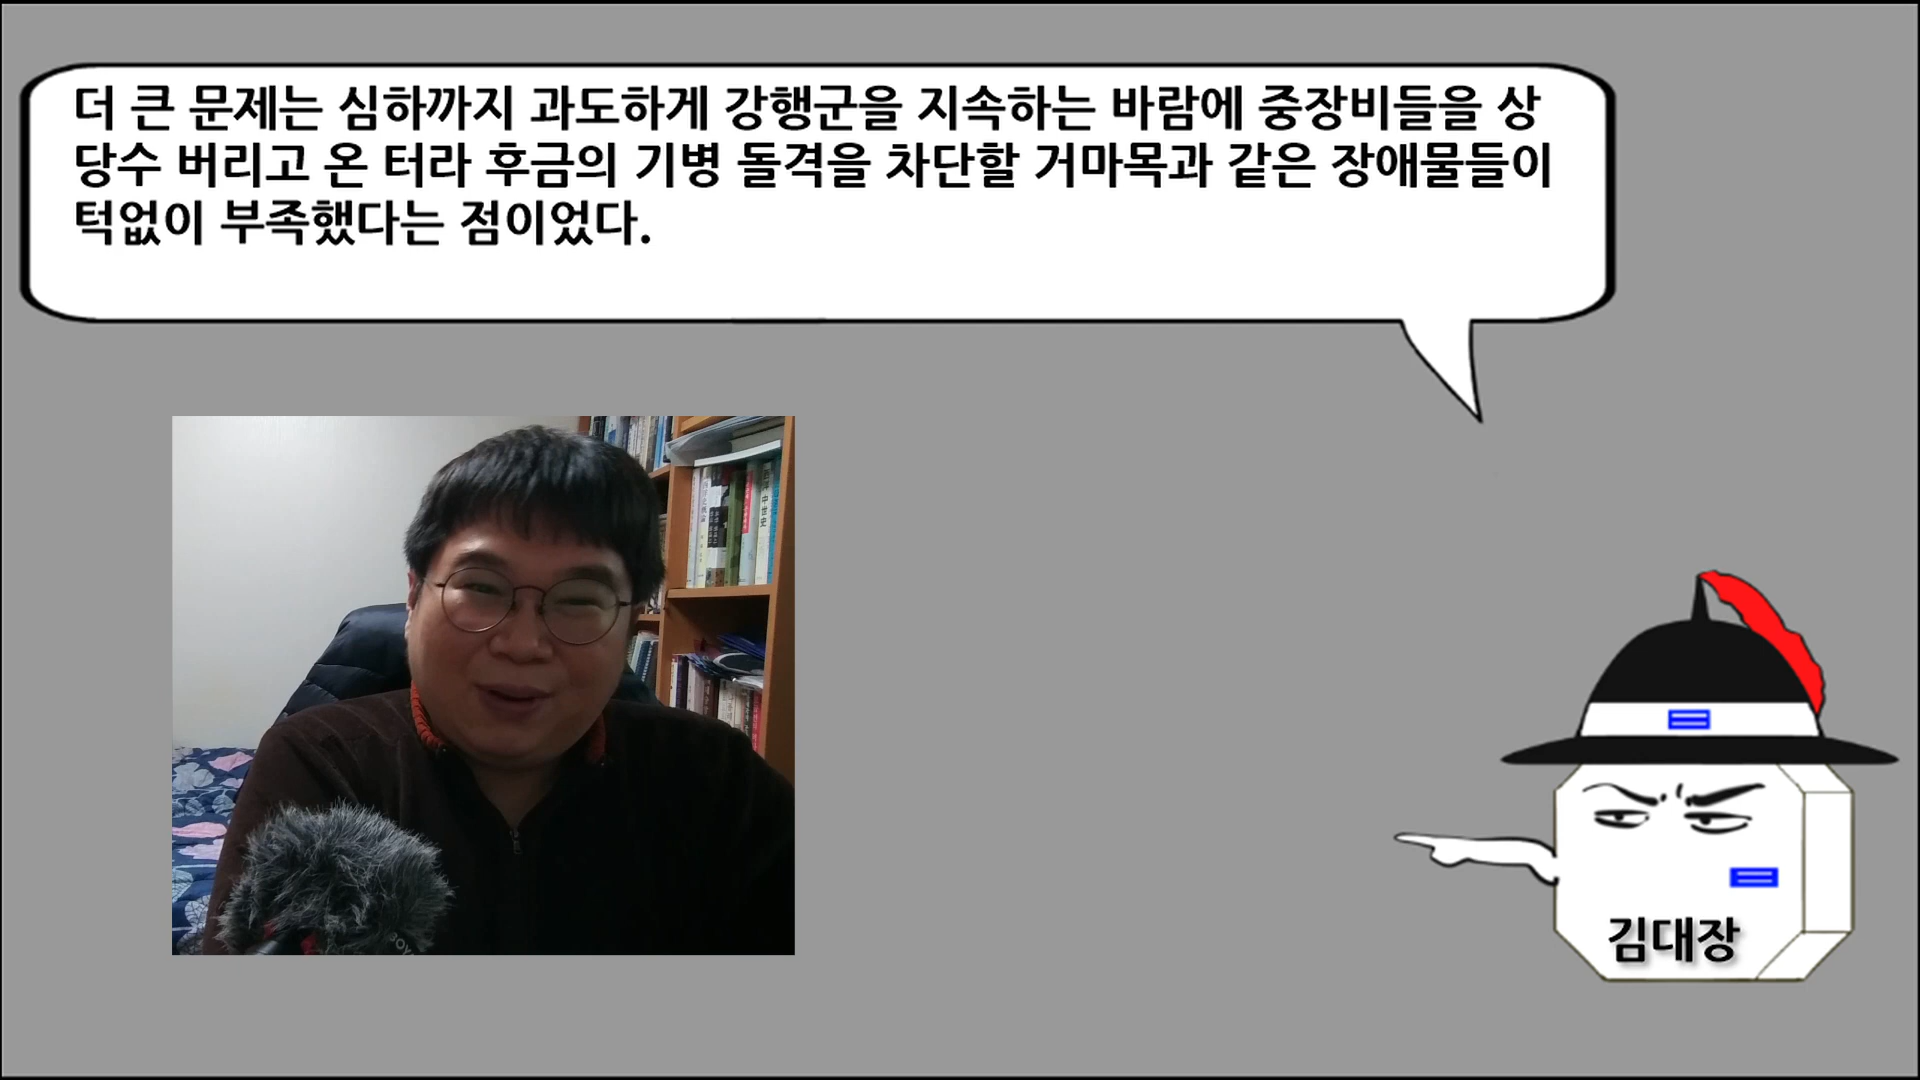 더 큰 문제는 심하까지 과도하게 강행군을 지속하는 바람에 중장비들을 상
당수 버리고 온 터라 후금의 기병 돌격을 차단할 거마목과 같은 장애물들이
턱없이 부족했다는 점이었다.
中世史
김대장